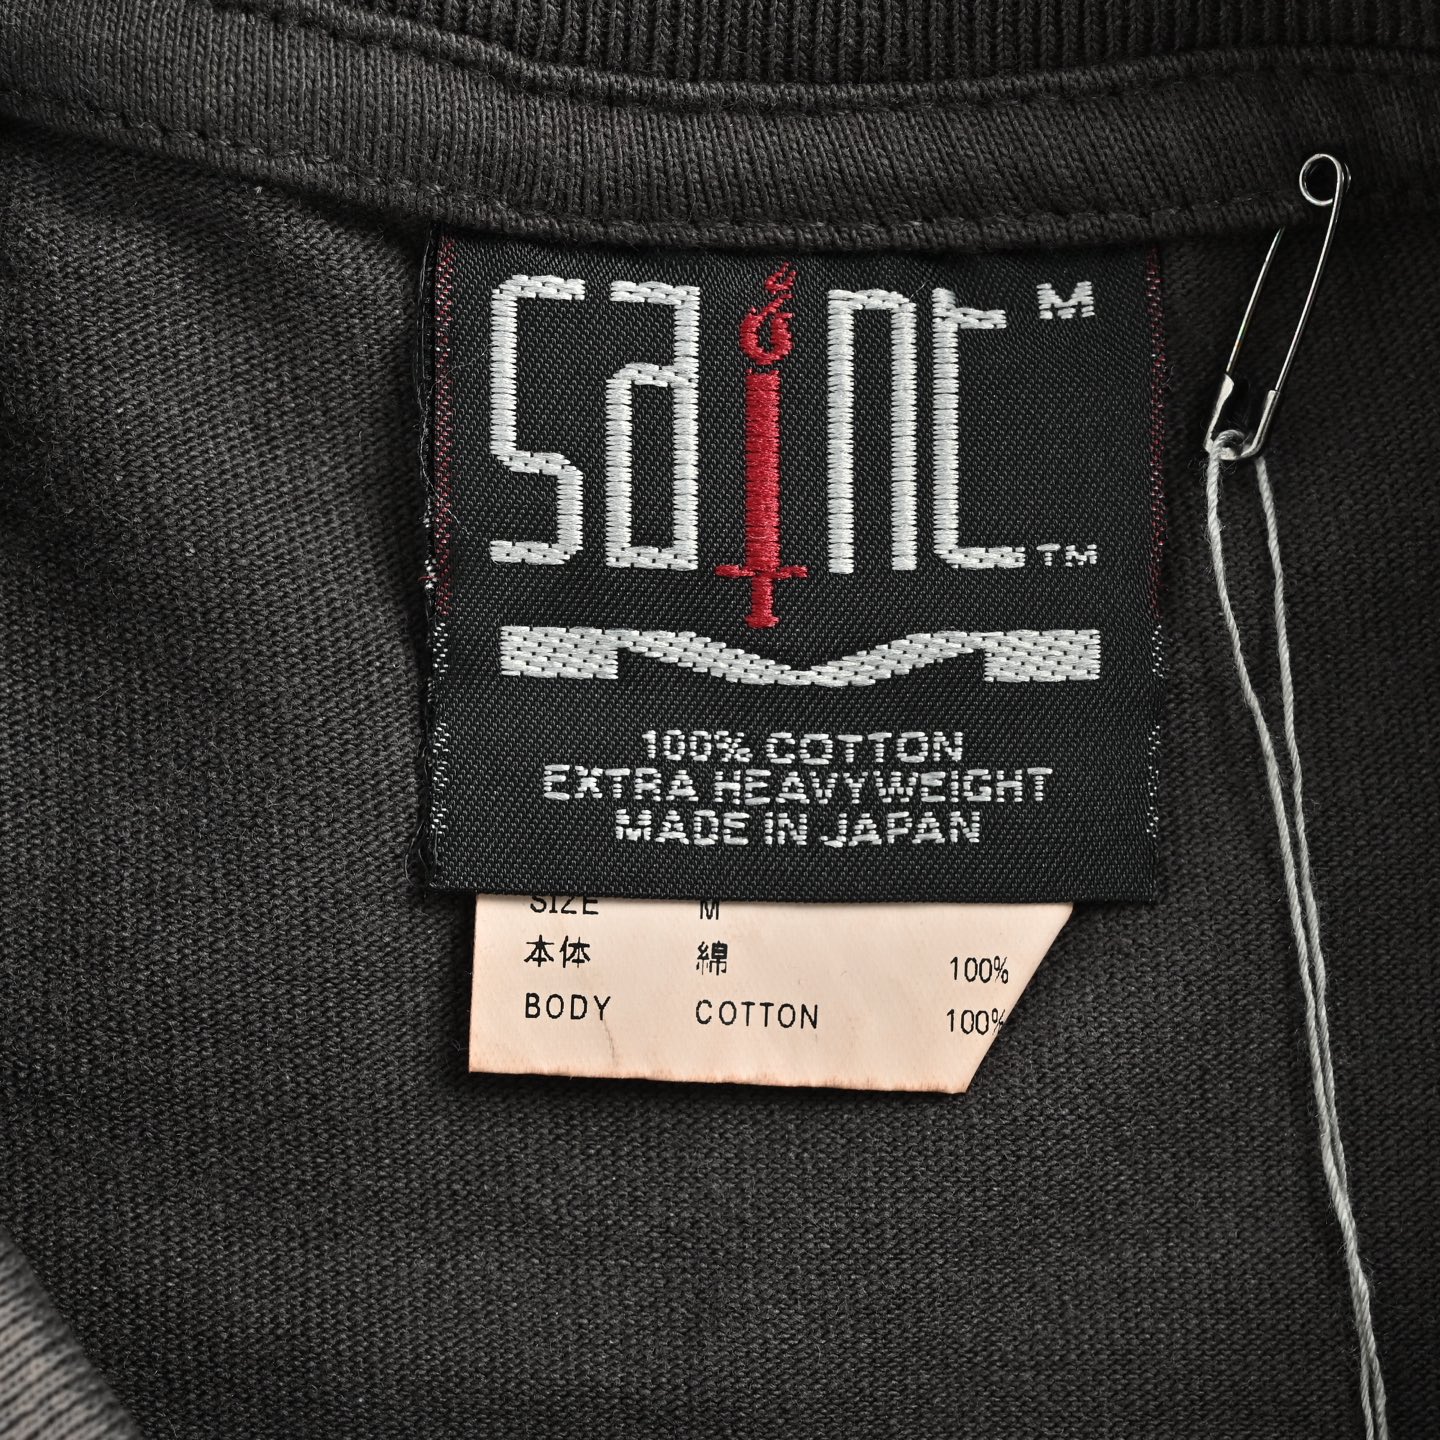 Saint M
TM
100% COTTON
EXTRA HEAVYWEIGHT
MADE IN JAPAN
SIZE M
本体 綿 100%
BODY COTTON 100%